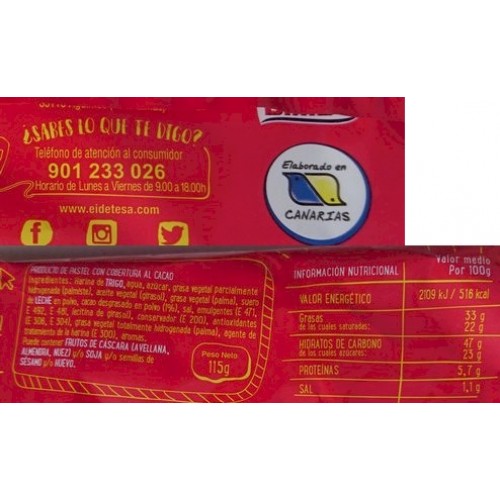 ¿SABES LO QUE TE DIGO?
Teléfono de atención al consumidor
901 233 026
Horario de Lunes a Viernes de 9.00 a 18.00h
www.eidetesa.com
Elaborado en
CANARIAS
PRODUCTO DE PASTEL CON COBERTURA AL CACAO
Ingredientes: Harina de TRIGO, agua, azúcar, grasa vegetal parcialmente
hidrogenada (palmiste), aceite vegetal (girasol), grasa vegetal (palma), suero
de LECHE en polvo, cacao desgrasado en polvo (1%), sal, emulgentes (E 471,
E 492, E 481, lecitina de girasol), conservador (E 200), antioxidantes
(E 306, E 304), grasa vegetal totalmente hidrogenada (palma), agente de
tratamiento de la harina (E 300), aromas.
Puede contener FRUTOS DE CÁSCARA (AVELLANA,
ALMENDRA, NUEZ) y/o SOJA y/o semillas de
SÉSAMO y/o HUEVO.
Peso Neto
115g
INFORMACIÓN NUTRICIONAL
Valor medio
Por 100g
VALOR ENERGÉTICO 2109 kJ / 516 kcal
Grasas 33 g
de las cuales saturadas: 22 g
HIDRATOS DE CARBONO 47 g
de los cuales azúcares: 23 g
PROTEÍNAS 5,7 g
SAL 1,1 g